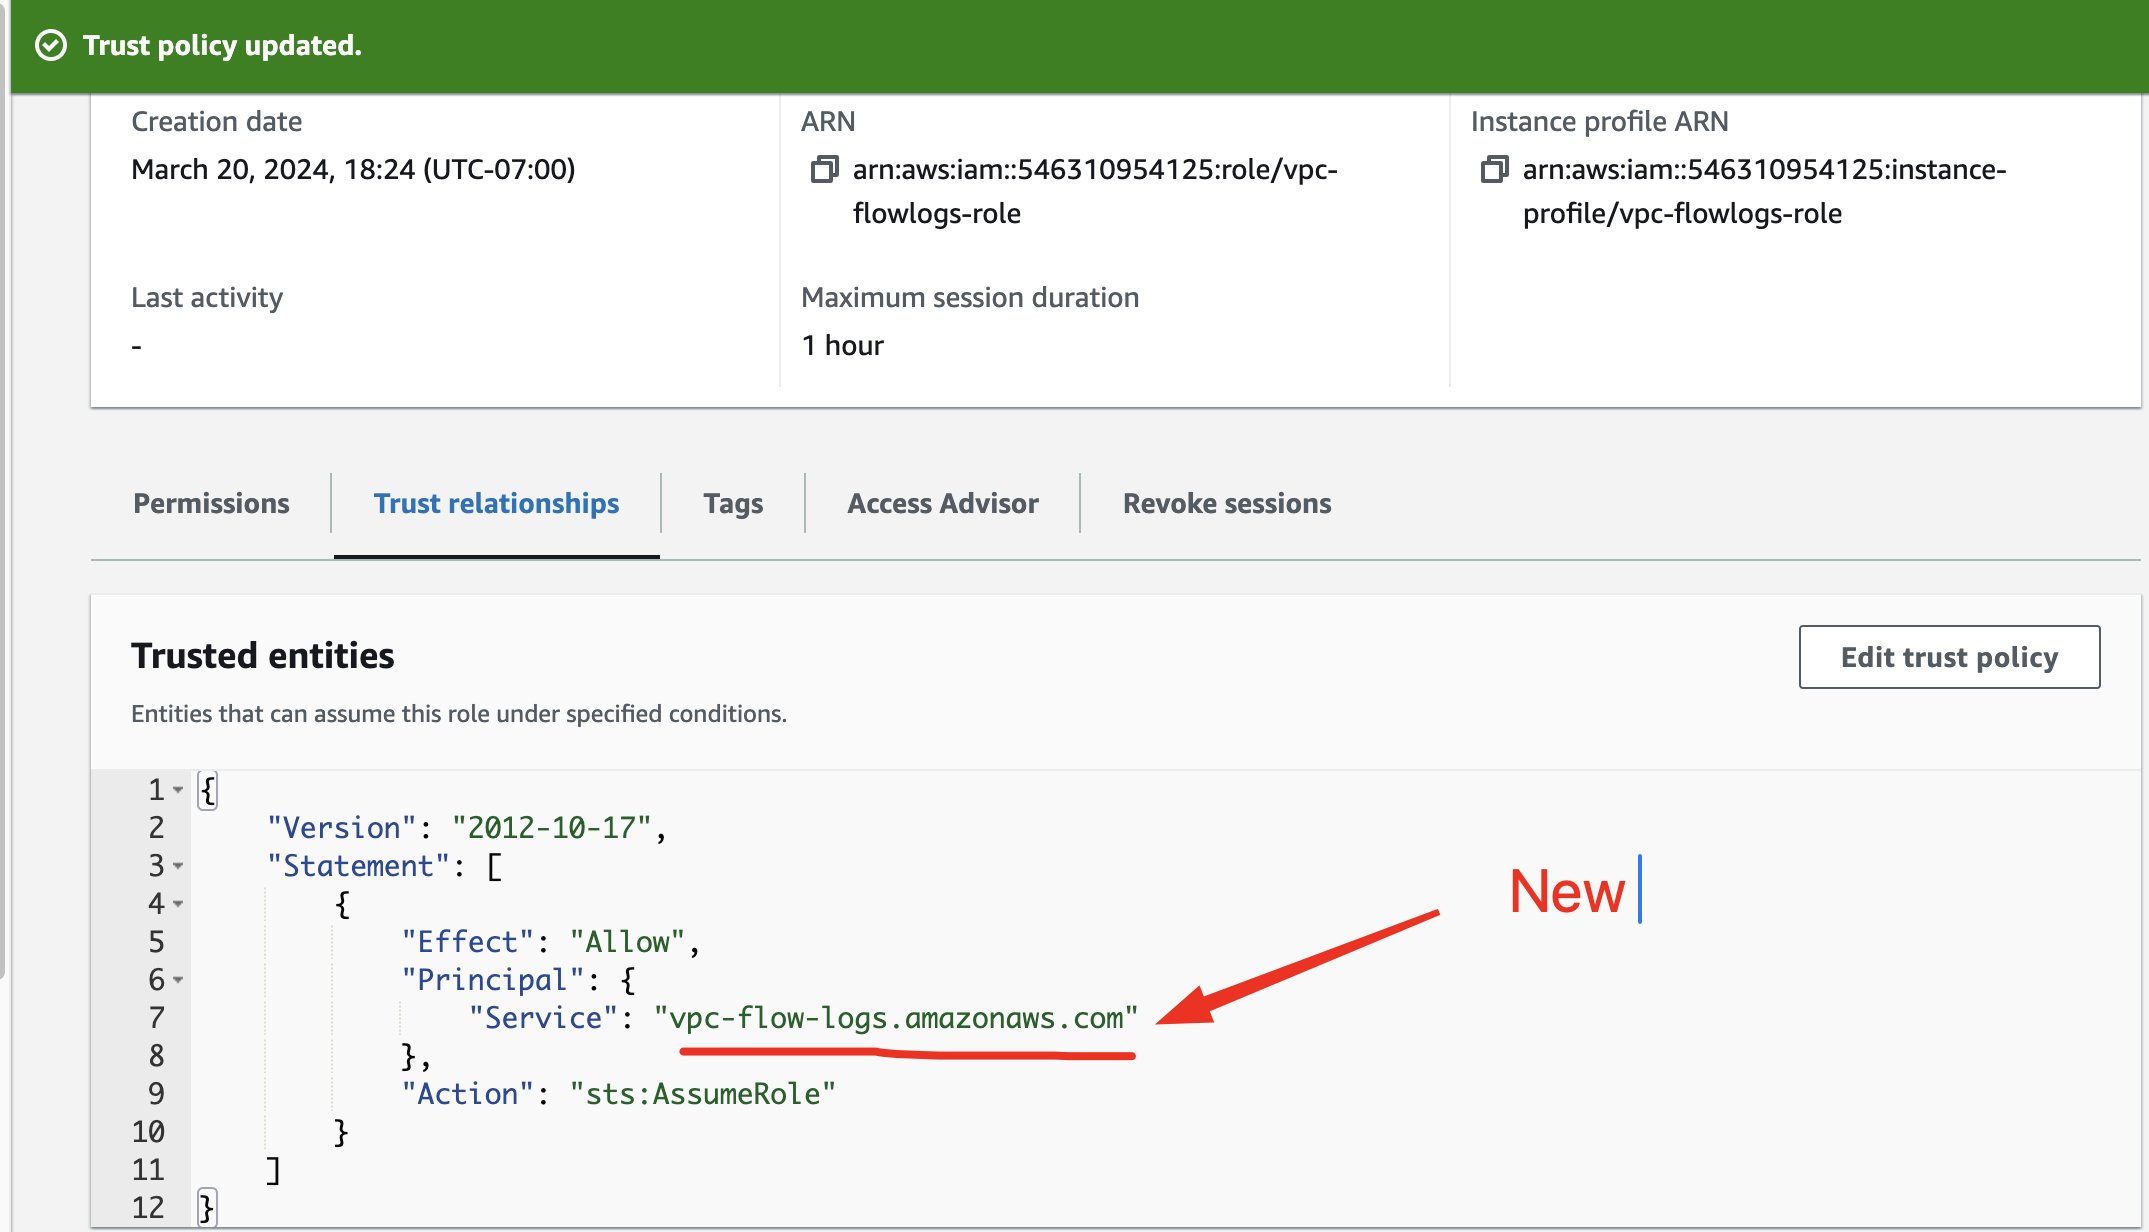 Trust policy updated.
Creation date
March 20, 2024, 18:24 (UTC-07:00)
ARN
arn:aws:iam::546310954125:role/vpc-
flowlogs-role
Instance profile ARN
arn:aws:iam::546310954125:instance-
profile/vpc-flowlogs-role
Last activity
-
Maximum session duration
1 hour
Permissions
Trust relationships
Tags
Access Advisor
Revoke sessions
Trusted entities
Edit trust policy
Entities that can assume this role under specified conditions.
1 {
2 "Version": "2012-10-17",
3 "Statement": [
4 {
5 "Effect": "Allow",
6 "Principal": {
7 "Service": "vpc-flow-logs.amazonaws.com"
8 },
9 "Action": "sts:AssumeRole"
10 }
11 ]
12 }
New